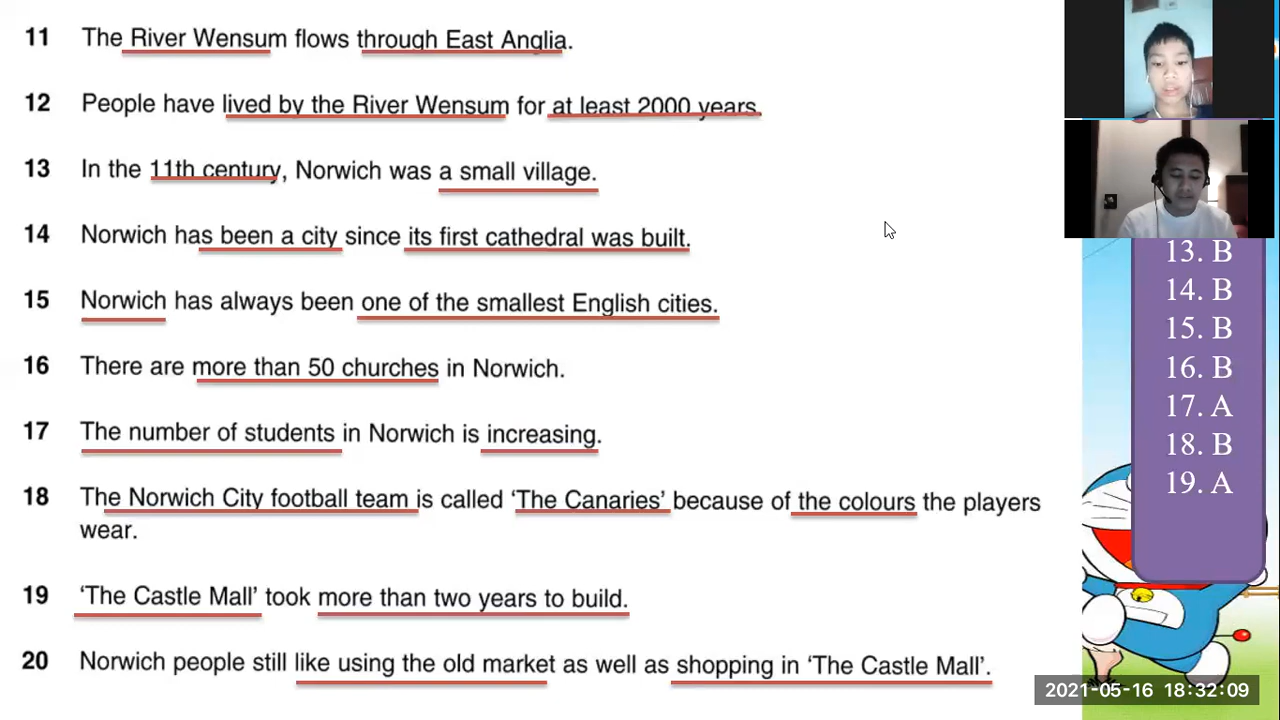 11 The River Wensum flows through East Anglia.
12 People have lived by the River Wensum for at least 2000 years.
13 In the 11th century, Norwich was a small village.
14 Norwich has been a city since its first cathedral was built.
15 Norwich has always been one of the smallest English cities.
16 There are more than 50 churches in Norwich.
17 The number of students in Norwich is increasing.
18 The Norwich City football team is called ‘The Canaries’ because of the colours the players
wear.
19 ‘The Castle Mall’ took more than two years to build.
20 Norwich people still like using the old market as well as shopping in ‘The Castle Mall’.
13. B
14. B
15. B
16. B
17. A
18. B
19. A
2021-05-16 18:32:09